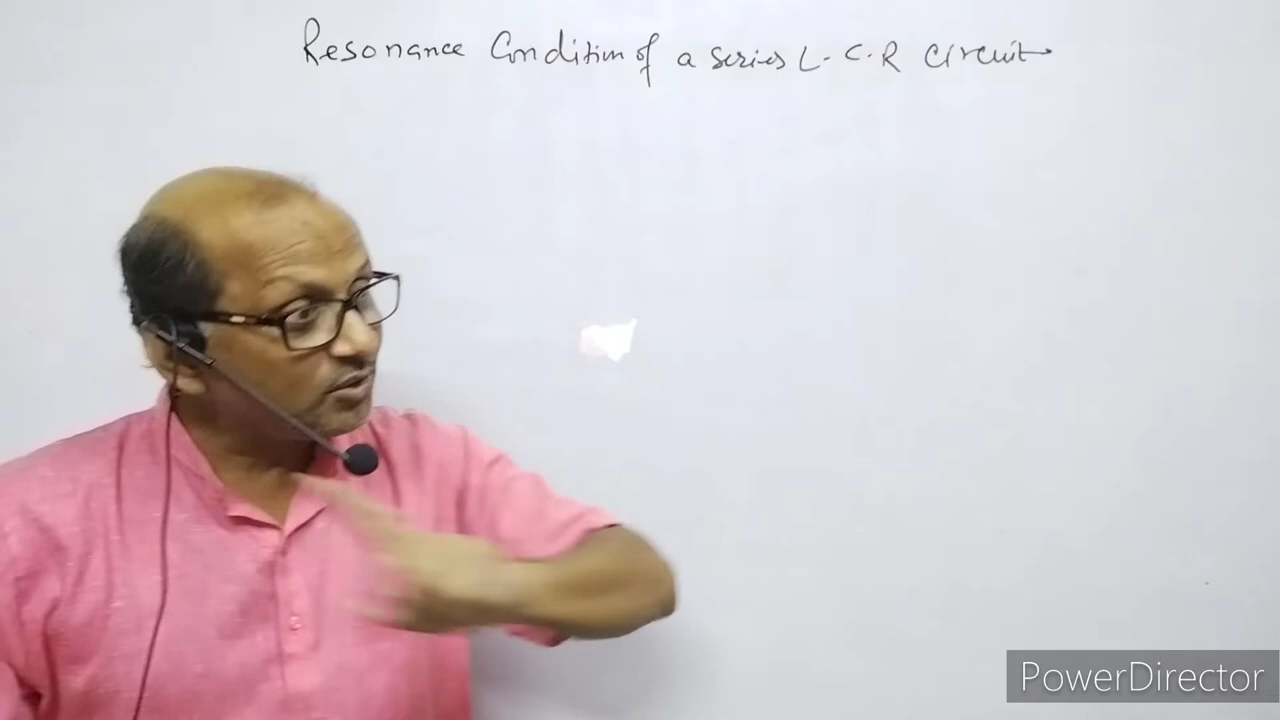 Resonance Condition of a series L-C-R Circuit
PowerDirector